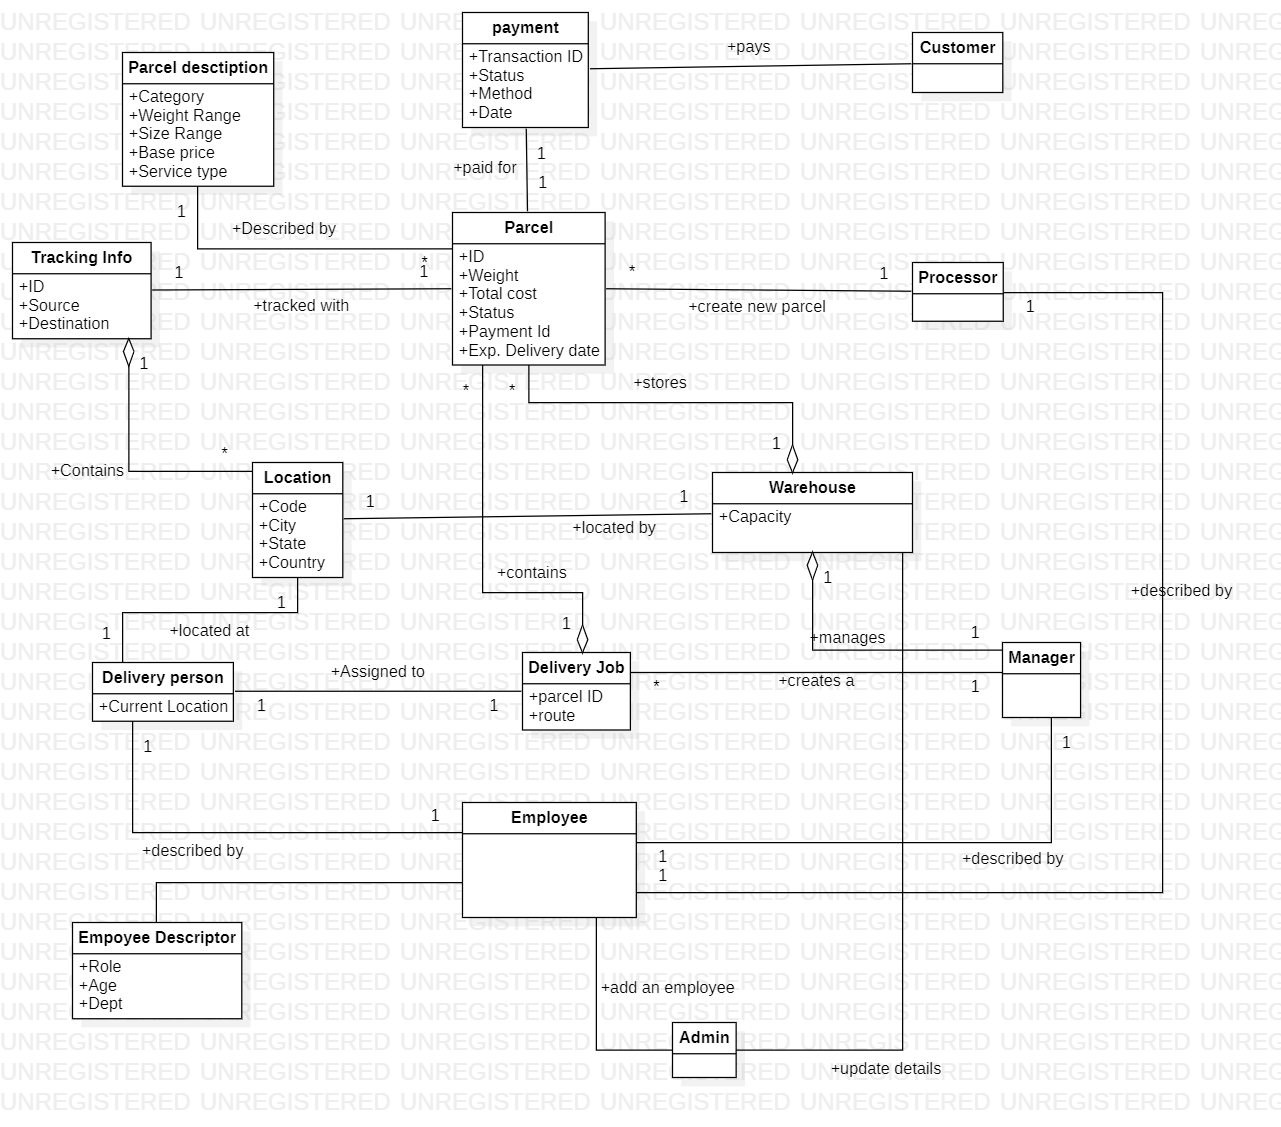 payment
+Transaction ID
+Status
+Method
+Date
+pays
Customer
Parcel desctiption
+Category
+Weight Range
+Size Range
+Base price
+Service type
1
+paid for
1
1
+Described by
*
Parcel
+ID
+Weight
+Total cost
+Status
+Payment Id
+Exp. Delivery date
Tracking Info
+ID
+Source
+Destination
1
1
+tracked with
*
1
+create new parcel
Processor
1
1
+Contains
*
*
*
+stores
1
Location
+Code
+City
+State
+Country
1
1
+located by
Warehouse
+Capacity
+contains
1
1
+described by
1
+located at
1
+manages
1
Delivery person
+Current Location
+Assigned to
1
1
Delivery Job
+parcel ID
+route
*
+creates a
1
Manager
1
1
1
+described by
Employee
1
1
+described by
Empoyee Descriptor
+Role
+Age
+Dept
+add an employee
Admin
+update details
UNREGISTERED